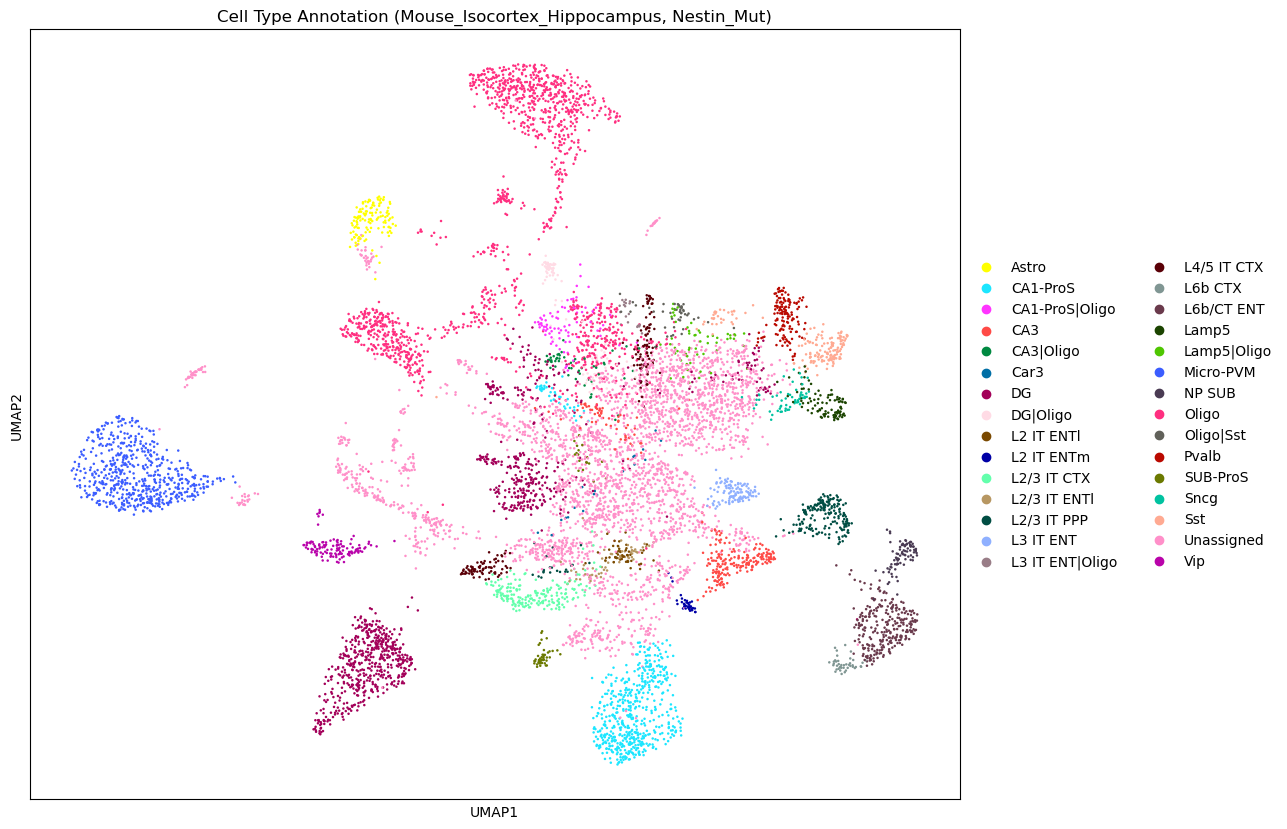 Cell Type Annotation (Mouse_Isocortex_Hippocampus, Nestin_Mut)
UMAP2
UMAP1
Astro
CA1-ProS
CA1-ProS|Oligo
CA3
CA3|Oligo
Car3
DG
DG|Oligo
L2 IT ENTl
L2 IT ENTm
L2/3 IT CTX
L2/3 IT ENTl
L2/3 IT PPP
L3 IT ENT
L3 IT ENT|Oligo
L4/5 IT CTX
L6b CTX
L6b/CT ENT
Lamp5
Lamp5|Oligo
Micro-PVM
NP SUB
Oligo
Oligo|Sst
Pvalb
SUB-ProS
Sncg
Sst
Unassigned
Vip